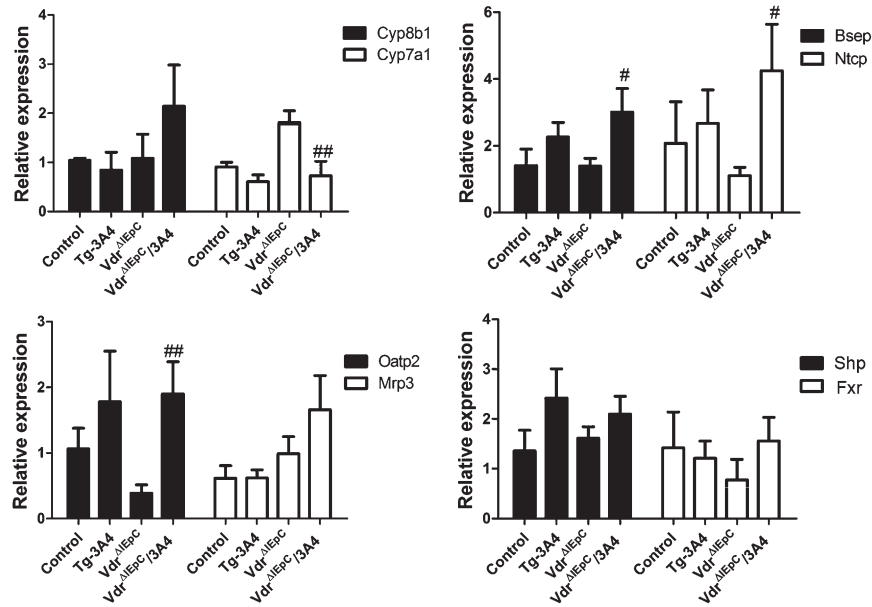 4
3
2
1
0
Relative expression
Cyp8b1
Cyp7a1
##
Control
Tg-3A4
Vdr^ΔIEpC
Vdr^ΔIEpC/3A4
Control
Tg-3A4
Vdr^ΔIEpC
Vdr^ΔIEpC/3A4
6
4
2
0
Relative expression
Bsep
Ntcp
#
#
Control
Tg-3A4
Vdr^ΔIEpC
Vdr^ΔIEpC/3A4
Control
Tg-3A4
Vdr^ΔIEpC
Vdr^ΔIEpC/3A4
3
2
1
0
Relative expression
Oatp2
Mrp3
##
Control
Tg-3A4
Vdr^ΔIEpC
Vdr^ΔIEpC/3A4
Control
Tg-3A4
Vdr^ΔIEpC
Vdr^ΔIEpC/3A4
4
3
2
1
0
Relative expression
Shp
Fxr
Control
Tg-3A4
Vdr^ΔIEpC
Vdr^ΔIEpC/3A4
Control
Tg-3A4
Vdr^ΔIEpC
Vdr^ΔIEpC/3A4